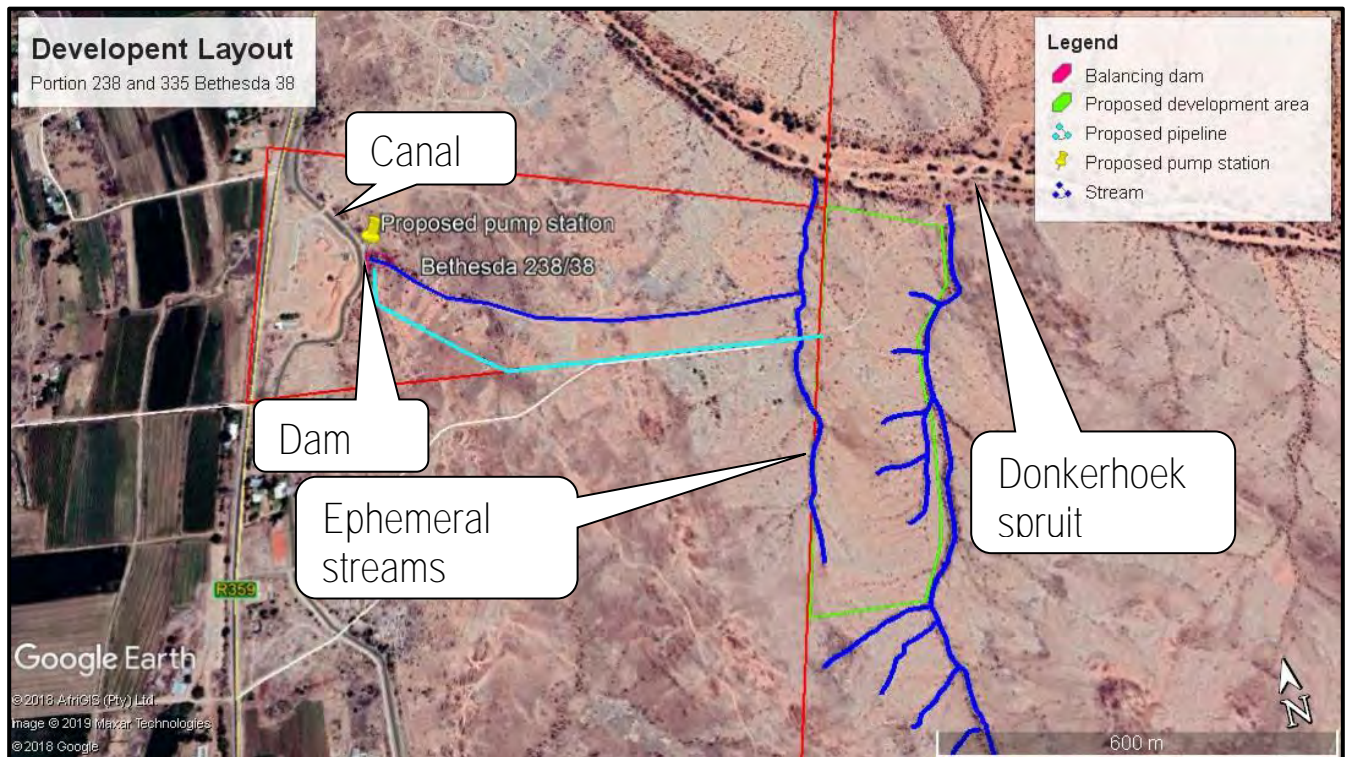 Developent Layout
Portion 238 and 335 Bethesda 38
Legend
Balancing dam
Proposed development area
Proposed pipeline
Proposed pump station
Stream
Canal
Proposed pump station
Bethesda 238/38
Dam
Ephemeral
streams
Donkerhoek
spruit
R359
Google Earth
© 2018 AfriGIS (Pty) Ltd.
Image © 2019 Maxar Technologies
© 2018 Google
N
600 m